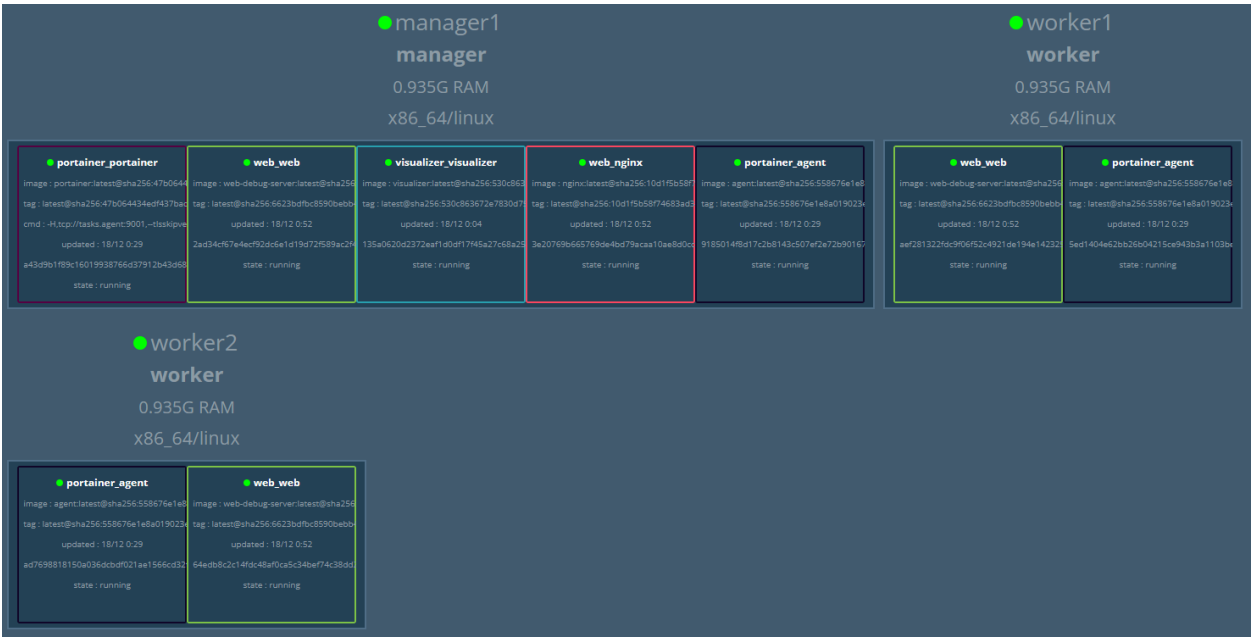 manager1
manager
0.935G RAM
x86_64/linux
portainer_portainer
image : portainer:latest@sha256:47b0644
tag : latest@sha256:47b064434edf437bad
cmd : -H,tcp://tasks.agent:9001,--tlsskipve
updated : 18/12 0:29
a43d9b1f89c16019938766d37912b43d68
state : running
web_web
image : web-debug-server:latest@sha256
tag : latest@sha256:6623bdfbc8590bebb
updated : 18/12 0:52
2ad34cf67e4ecf92dc6e1d19d72f589ac2f
state : running
visualizer_visualizer
image : visualizer:latest@sha256:530c863
tag : latest@sha256:530c863672e7830d7
updated : 18/12 0:04
135a0620d2372eaf1d0df17f45a27c68a25
state : running
web_nginx
image : nginx:latest@sha256:10d1f5b58f7
tag : latest@sha256:10d1f5b58f74683ad3
updated : 18/12 0:52
3e20769b665769de4bd79acaa10ae8d0cc
state : running
portainer_agent
image : agent:latest@sha256:558676e1e8
tag : latest@sha256:558676e1e8a019023
updated : 18/12 0:29
9185014f8d17c2b8143c507ef2e72b90167
state : running
worker1
worker
0.935G RAM
x86_64/linux
web_web
image : web-debug-server:latest@sha256
tag : latest@sha256:6623bdfbc8590bebb
updated : 18/12 0:52
aef281322fdc9f06f52c4921de194e142325
state : running
portainer_agent
image : agent:latest@sha256:558676e1e8
tag : latest@sha256:558676e1e8a019023
updated : 18/12 0:29
5ed1404e62bb26b04215ce943b3a1103be
state : running
worker2
worker
0.935G RAM
x86_64/linux
portainer_agent
image : agent:latest@sha256:558676e1e8
tag : latest@sha256:558676e1e8a019023
updated : 18/12 0:29
ad7698818150a036dcbdf021ae1566cd32
state : running
web_web
image : web-debug-server:latest@sha256
tag : latest@sha256:6623bdfbc8590bebb
updated : 18/12 0:52
64edb8c2c14fdc48af0ca5c34bef74c38dd
state : running